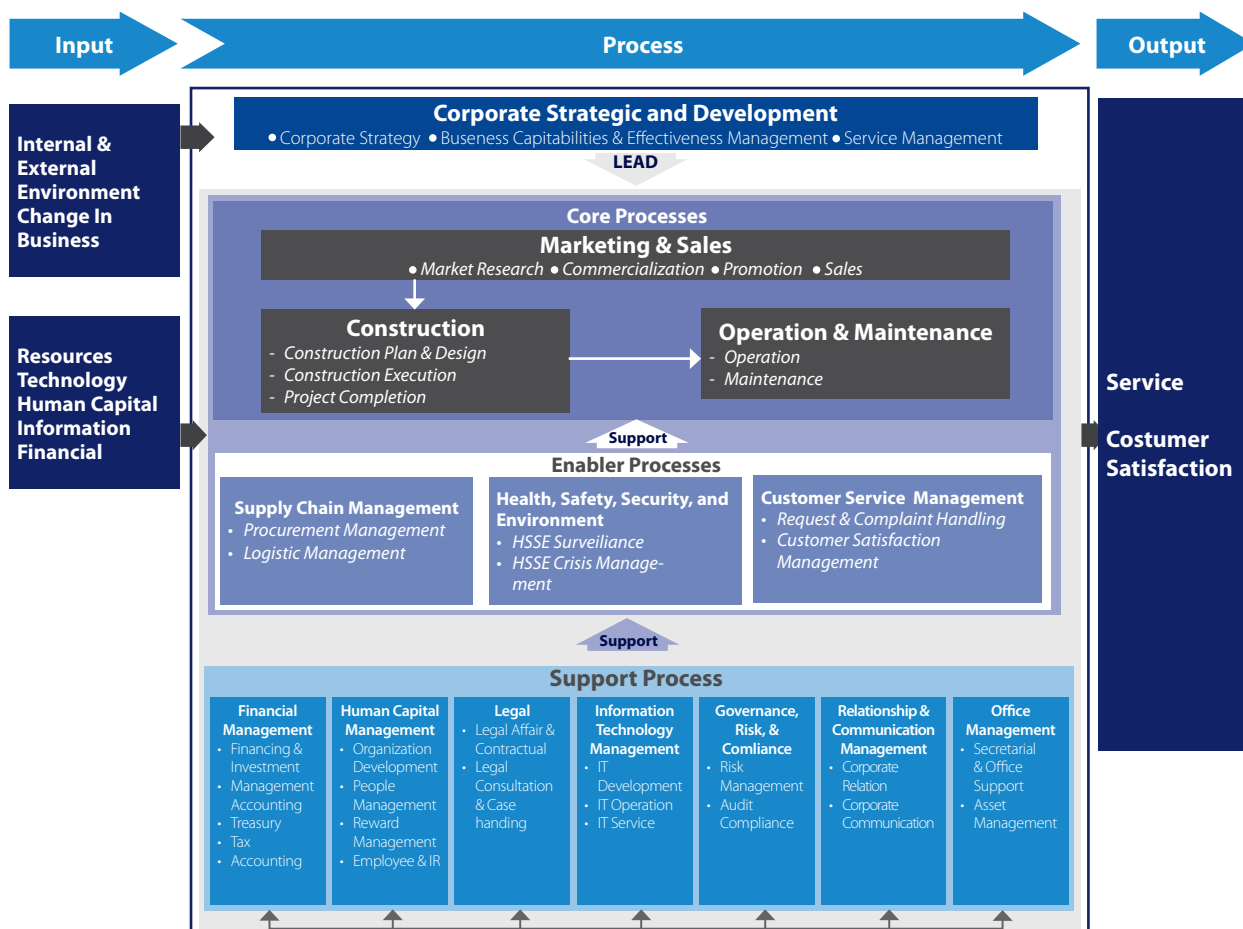 Input
Process
Output
Internal &
External
Environment
Change In
Business
Resources
Technology
Human Capital
Information
Financial
Corporate Strategic and Development
● Corporate Strategy ● Buseness Capitabilities & Effectiveness Management ● Service Management
LEAD
Core Processes
Marketing & Sales
● Market Research ● Commercialization ● Promotion ● Sales
Construction
- Construction Plan & Design
- Construction Execution
- Project Completion
Operation & Maintenance
- Operation
- Maintenance
Support
Enabler Processes
Supply Chain Management
• Procurement Management
• Logistic Management
Health, Safety, Security, and
Environment
• HSSE Surveiliance
• HSSE Crisis Manage-
ment
Customer Service Management
• Request & Complaint Handling
• Customer Satisfaction
Management
Support
Support Process
Financial
Management
• Financing &
Investment
• Management
Accounting
• Treasury
• Tax
• Accounting
Human Capital
Management
• Organization
Development
• People
Management
• Reward
Management
• Employee & IR
Legal
• Legal Affair &
Contractual
• Legal
Consultation
& Case
handing
Information
Technology
Management
• IT
Development
• IT Operation
• IT Service
Governance,
Risk, &
Comliance
• Risk
Management
• Audit
Compliance
Relationship &
Communication
Management
• Corporate
Relation
• Corporate
Communication
Office
Management
• Secretarial
& Office
Support
• Asset
Management
Service
Costumer
Satisfaction